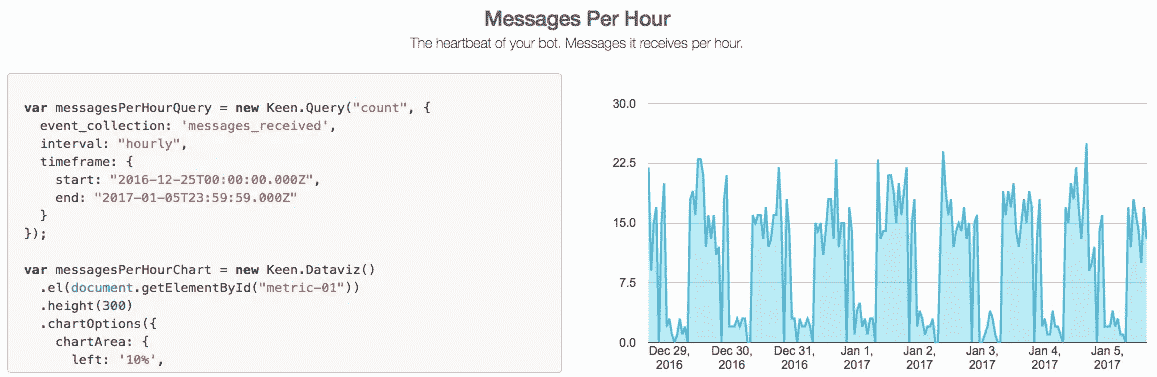 Messages Per Hour
The heartbeat of your bot. Messages it receives per hour.
var messagesPerHourQuery = new Keen.Query("count", {
  event_collection: 'messages_received',
  interval: "hourly",
  timeframe: {
    start: "2016-12-25T00:00:00.000Z",
    end: "2017-01-05T23:59:59.000Z"
  }
});
var messagesPerHourChart = new Keen.Dataviz()
  .el(document.getElementById("metric-01"))
  .height(300)
  .chartOptions({
    chartArea: {
      left: '10%',
30.0
22.5
15.0
7.5
0.0
Dec 29, Dec 30, Dec 31, Jan 1, Jan 2, Jan 3, Jan 4, Jan 5,
2016 2016 2016 2017 2017 2017 2017 2017